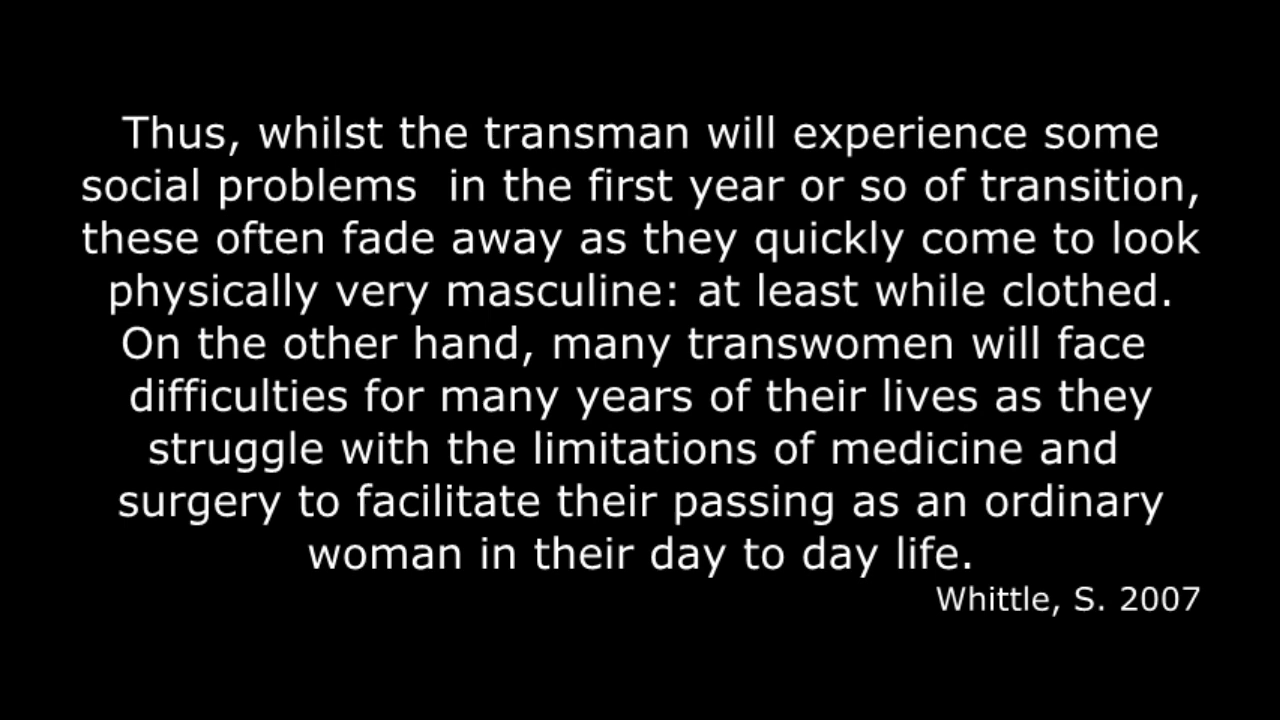 Thus, whilst the transman will experience some
social problems  in the first year or so of transition,
these often fade away as they quickly come to look
physically very masculine: at least while clothed.
On the other hand, many transwomen will face
difficulties for many years of their lives as they
struggle with the limitations of medicine and
surgery to facilitate their passing as an ordinary
woman in their day to day life.
Whittle, S. 2007